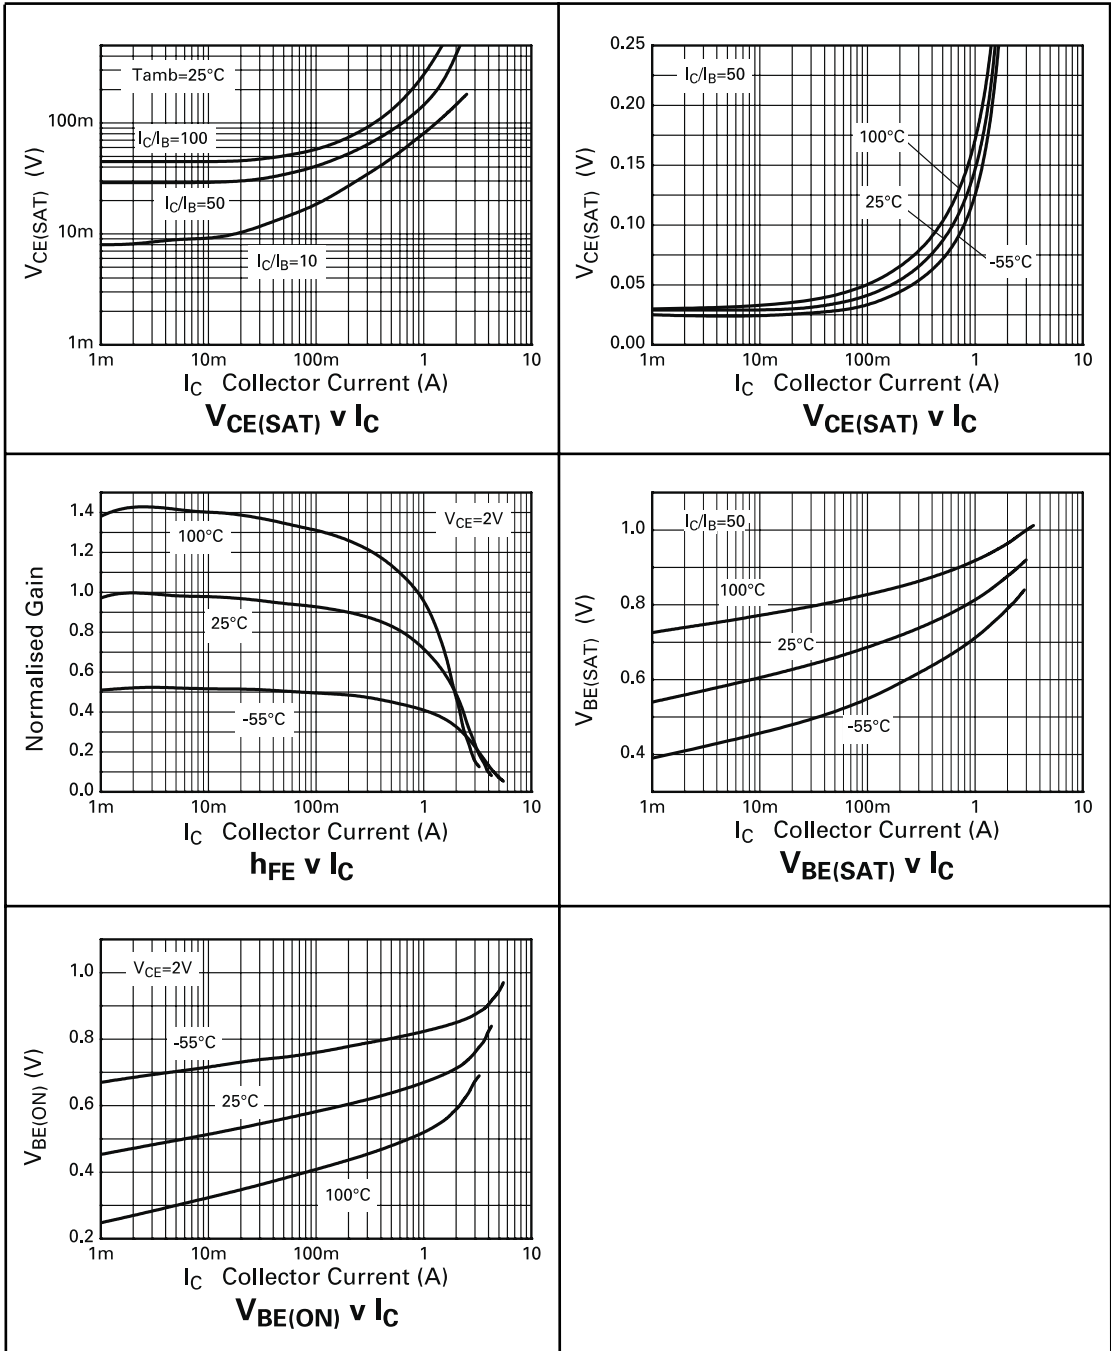 Tamb=25°C
IC/IB=100
IC/IB=50
IC/IB=10
VCE(SAT) (V)
100m
10m
1m
1m 10m 100m 1 10
IC Collector Current (A)
VCE(SAT) v IC
IC/IB=50
100°C
25°C
-55°C
VCE(SAT) (V)
0.25
0.20
0.15
0.10
0.05
0.00
1m 10m 100m 1 10
IC Collector Current (A)
VCE(SAT) v IC
VCE=2V
100°C
25°C
-55°C
Normalised Gain
1.4
1.2
1.0
0.8
0.6
0.4
0.2
0.0
1m 10m 100m 1 10
IC Collector Current (A)
hFE v IC
IC/IB=50
100°C
25°C
-55°C
VBE(SAT) (V)
1.0
0.8
0.6
0.4
1m 10m 100m 1 10
IC Collector Current (A)
VBE(SAT) v IC
VCE=2V
-55°C
25°C
100°C
VBE(ON) (V)
1.0
0.8
0.6
0.4
0.2
1m 10m 100m 1 10
IC Collector Current (A)
VBE(ON) v IC